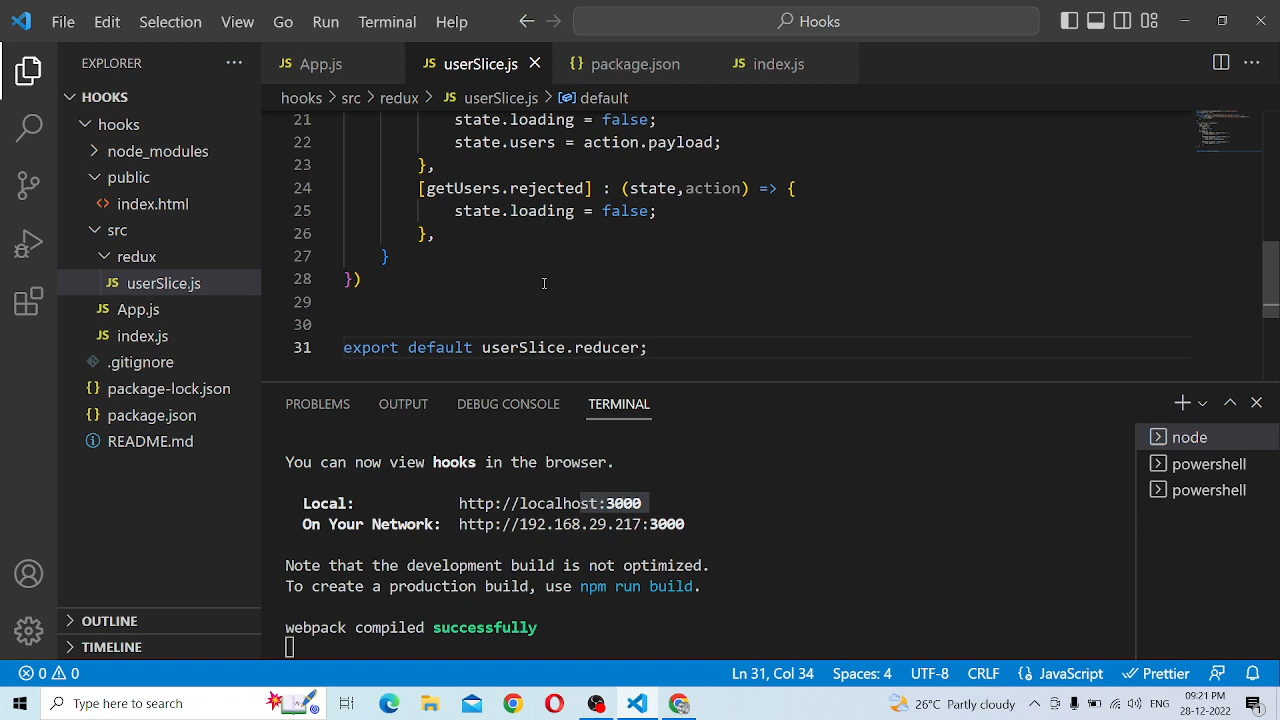 File Edit Selection View Go Run Terminal Help Hooks
EXPLORER
App.js userSlice.js package.json index.js
HOOKS
hooks
node_modules
public
index.html
src
redux
userSlice.js
App.js
index.js
.gitignore
package-lock.json
package.json
README.md
OUTLINE
TIMELINE
hooks > src > redux > userSlice.js > default
21 state.loading = false;
22 state.users = action.payload;
23 },
24 [getUsers.rejected] : (state,action) => {
25 state.loading = false;
26 },
27 }
28 })
29
30
31 export default userSlice.reducer;
PROBLEMS OUTPUT DEBUG CONSOLE TERMINAL
You can now view hooks in the browser.
Local: http://localhost:3000
On Your Network: http://192.168.29.217:3000
Note that the development build is not optimized.
To create a production build, use npm run build.
webpack compiled successfully
node
powershell
powershell
0 0 Ln 31, Col 34 Spaces: 4 UTF-8 CRLF JavaScript Prettier
Type here to search 26°C Partly cloudy ENG 09:21 PM
28-12-2022